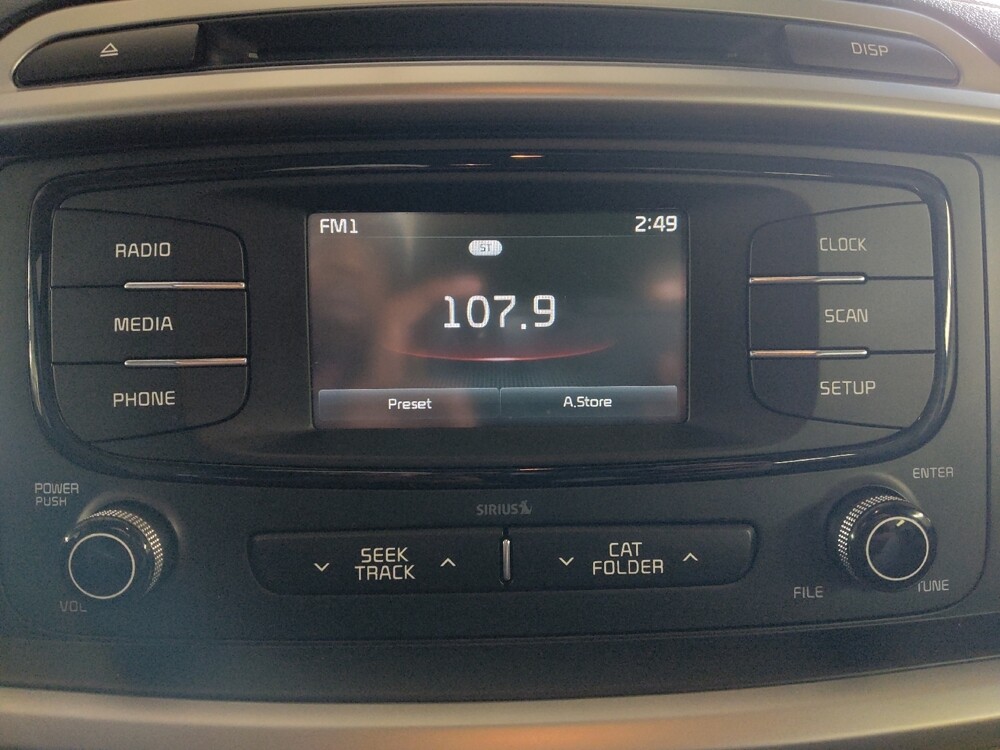 DISP
FM1
2:49
ST
107.9
Preset
A.Store
RADIO
MEDIA
PHONE
CLOCK
SCAN
SETUP
POWER
PUSH
VOL
SIRIUS
SEEK
TRACK
CAT
FOLDER
ENTER
FILE
TUNE